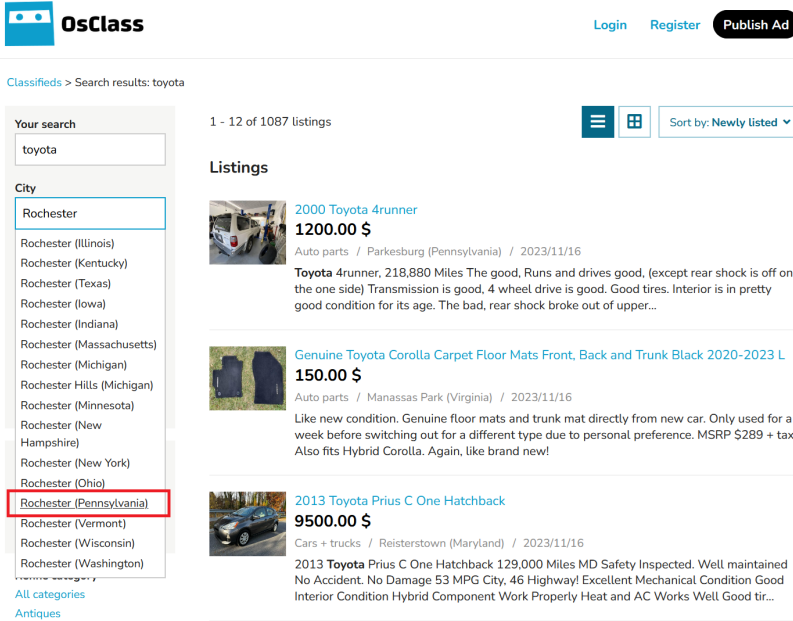 OsClass
Login
Register
Publish Ad
Classifieds > Search results: toyota
Your search
toyota
City
Rochester
Rochester (Illinois)
Rochester (Kentucky)
Rochester (Texas)
Rochester (Iowa)
Rochester (Indiana)
Rochester (Massachusetts)
Rochester (Michigan)
Rochester Hills (Michigan)
Rochester (Minnesota)
Rochester (New
Hampshire)
Rochester (New York)
Rochester (Ohio)
Rochester (Pennsylvania)
Rochester (Vermont)
Rochester (Wisconsin)
Rochester (Washington)
All categories
Antiques
1 - 12 of 1087 listings
Sort by: Newly listed
Listings
2000 Toyota 4runner
1200.00 $
Auto parts / Parkesburg (Pennsylvania) / 2023/11/16
Toyota 4runner, 218,880 Miles The good, Runs and drives good, (except rear shock is off on
the one side) Transmission is good, 4 wheel drive is good. Good tires. Interior is in pretty
good condition for its age. The bad, rear shock broke out of upper...
Genuine Toyota Corolla Carpet Floor Mats Front, Back and Trunk Black 2020-2023 L
150.00 $
Auto parts / Manassas Park (Virginia) / 2023/11/16
Like new condition. Genuine floor mats and trunk mat directly from new car. Only used for a
week before switching out for a different type due to personal preference. MSRP $289 + tax
Also fits Hybrid Corolla. Again, like brand new!
2013 Toyota Prius C One Hatchback
9500.00 $
Cars + trucks / Reisterstown (Maryland) / 2023/11/16
2013 Toyota Prius C One Hatchback 129,000 Miles MD Safety Inspected. Well maintained
No Accident. No Damage 53 MPG City, 46 Highway! Excellent Mechanical Condition Good
Interior Condition Hybrid Component Work Properly Heat and AC Works Well Good tir...